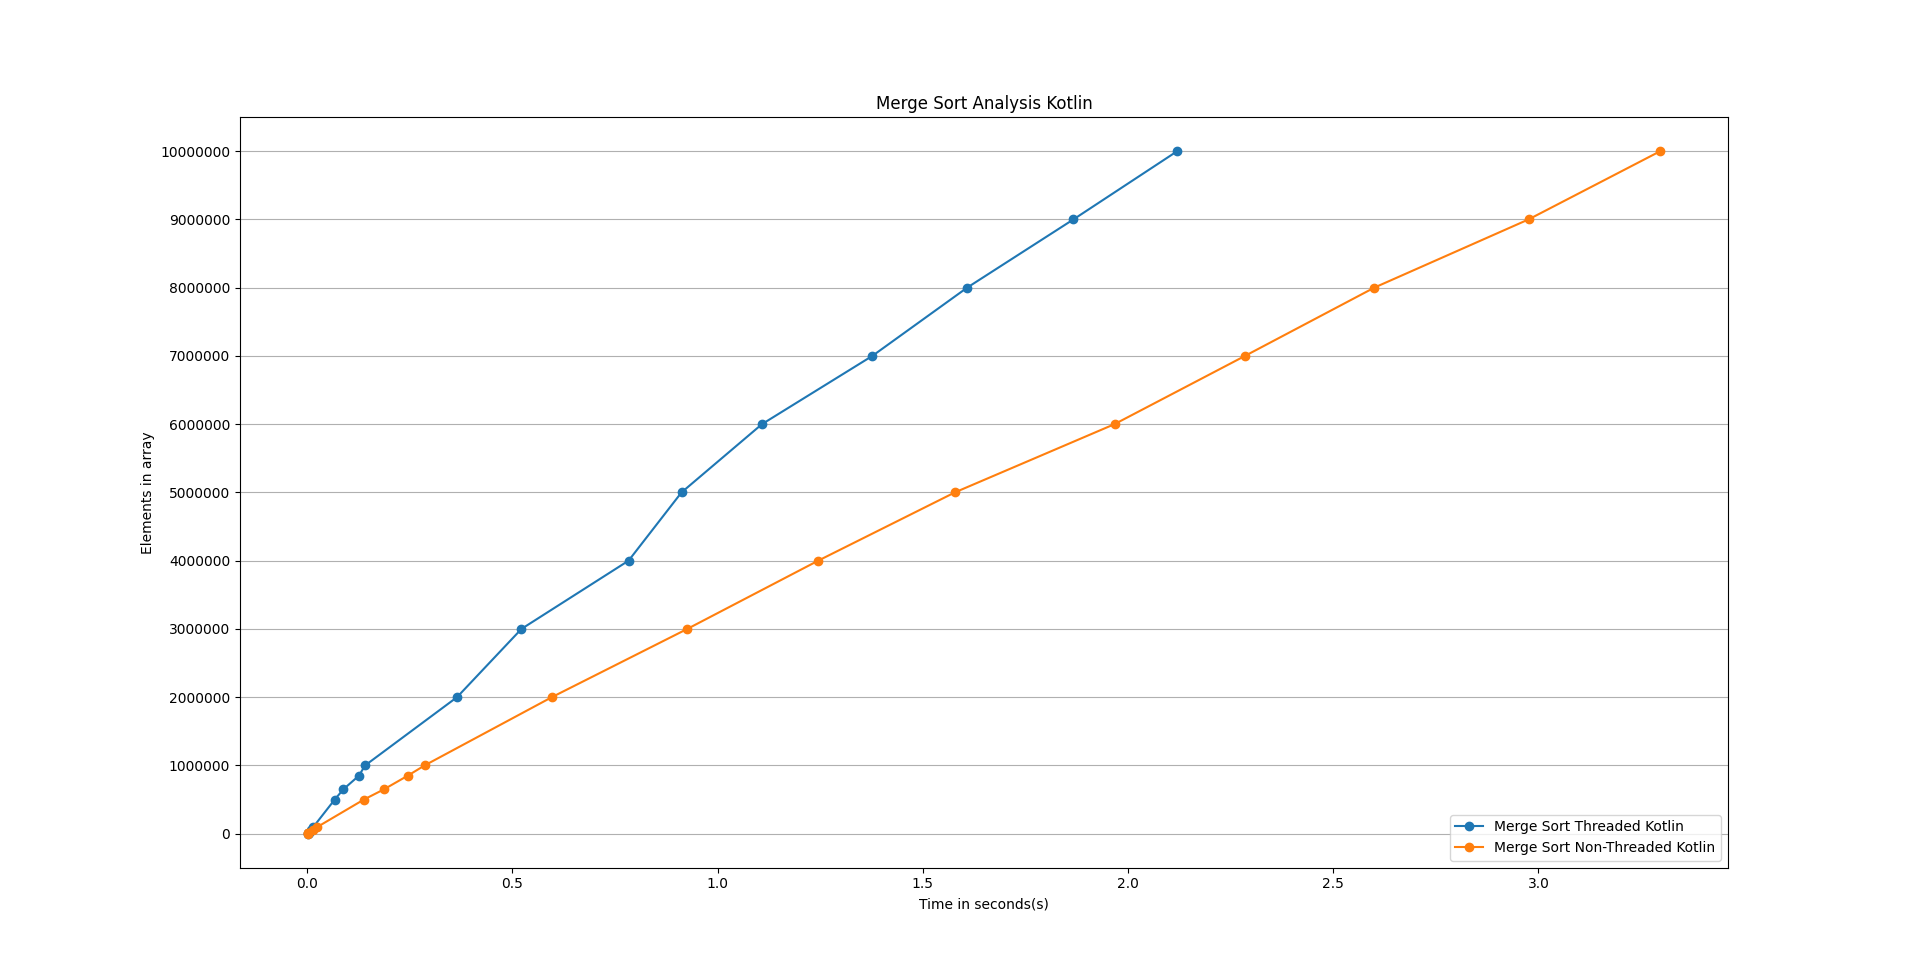 Merge Sort Analysis Kotlin
10000000
9000000
8000000
7000000
6000000
5000000
4000000
3000000
2000000
1000000
0
Elements in array
0.0 0.5 1.0 1.5 2.0 2.5 3.0
Time in seconds(s)
Merge Sort Threaded Kotlin
Merge Sort Non-Threaded Kotlin